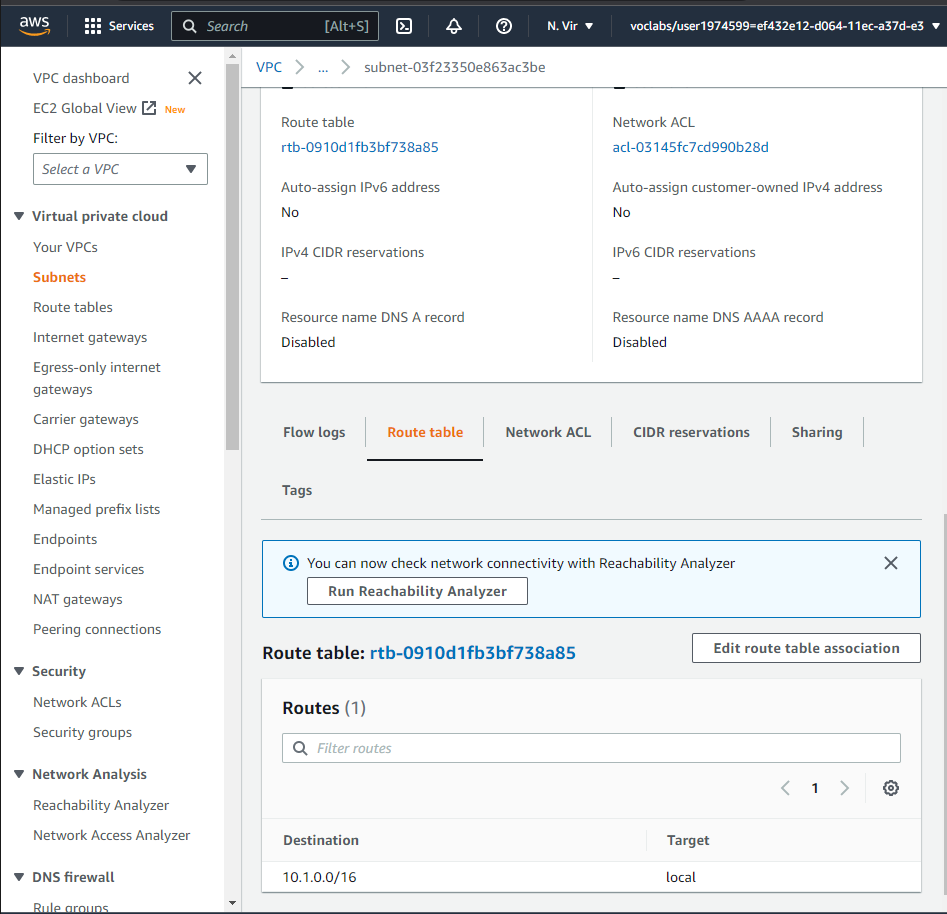 aws
Services
Search [Alt+S]
N. Vir
voclabs/user1974599=ef432e12-d064-11ec-a37d-e3
VPC dashboard
EC2 Global View New
Filter by VPC:
Select a VPC
Virtual private cloud
Your VPCs
Subnets
Route tables
Internet gateways
Egress-only internet
gateways
Carrier gateways
DHCP option sets
Elastic IPs
Managed prefix lists
Endpoints
Endpoint services
NAT gateways
Peering connections
Security
Network ACLs
Security groups
Network Analysis
Reachability Analyzer
Network Access Analyzer
DNS firewall
Rule groups
VPC ... subnet-03f23350e863ac3be
Route table
rtb-0910d1fb3bf738a85
Network ACL
acl-03145fc7cd990b28d
Auto-assign IPv6 address
No
Auto-assign customer-owned IPv4 address
No
IPv4 CIDR reservations
–
IPv6 CIDR reservations
–
Resource name DNS A record
Disabled
Resource name DNS AAAA record
Disabled
Flow logs
Route table
Network ACL
CIDR reservations
Sharing
Tags
You can now check network connectivity with Reachability Analyzer
Run Reachability Analyzer
Route table: rtb-0910d1fb3bf738a85
Edit route table association
Routes (1)
Filter routes
1
Destination Target
10.1.0.0/16 local